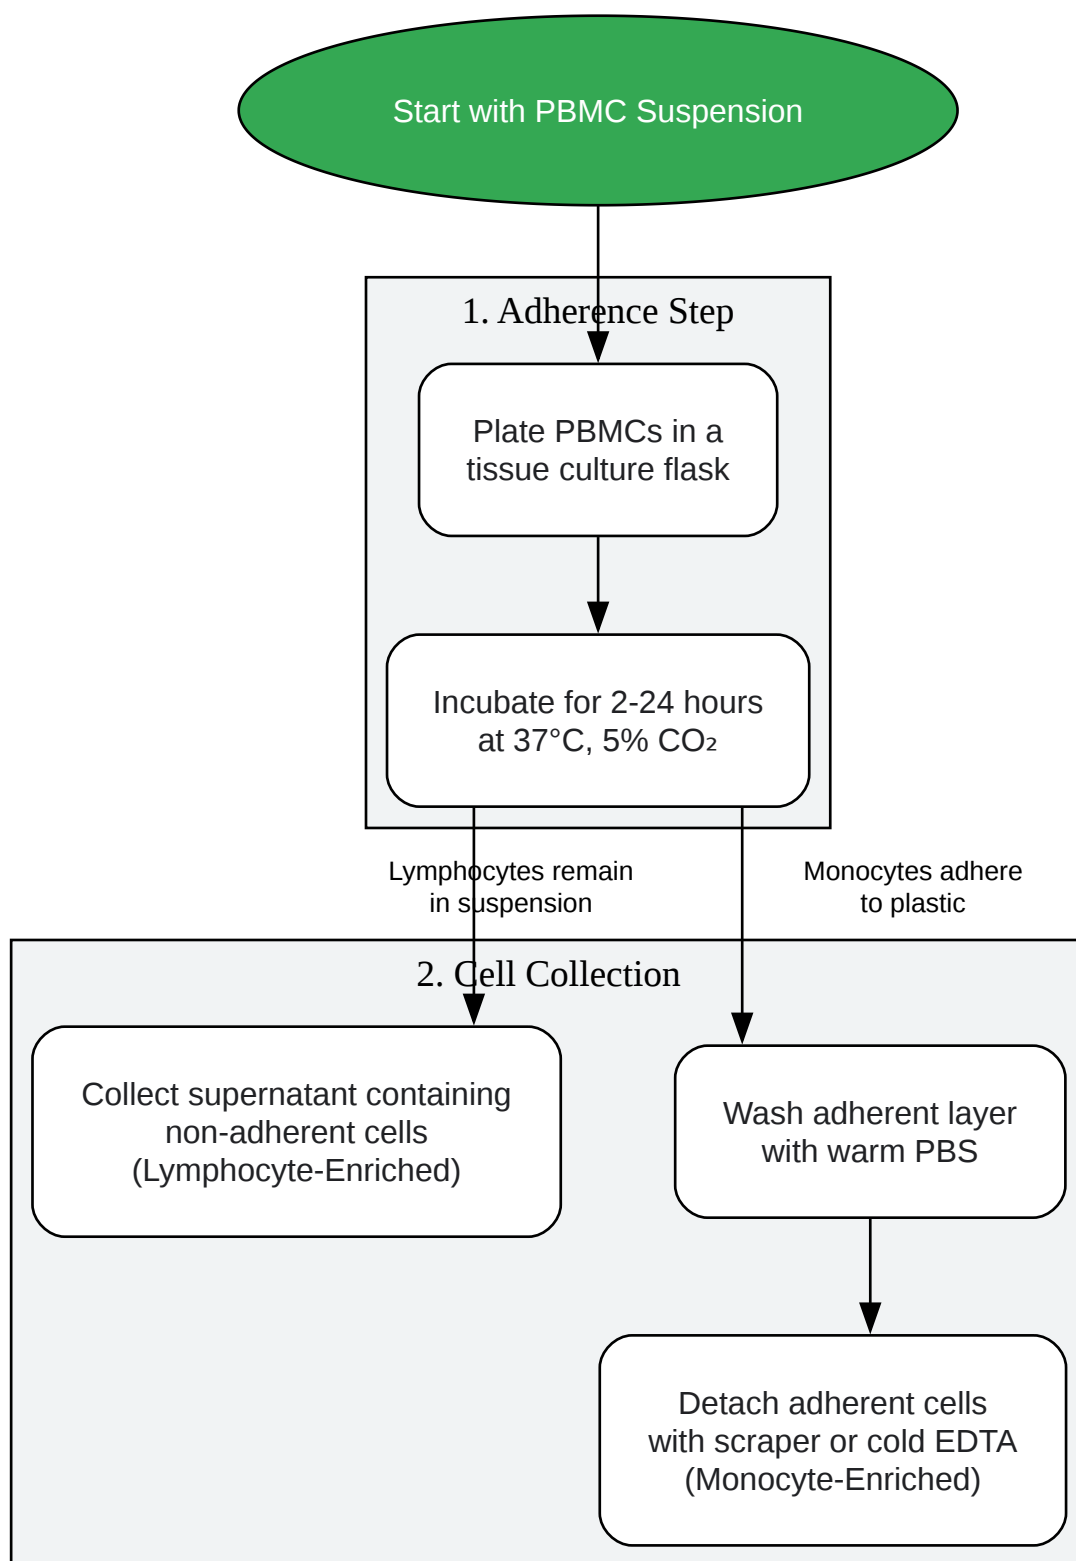 Start with PBMC Suspension
1. Adherence Step
Plate PBMCs in a
tissue culture flask
Incubate for 2-24 hours
at 37°C, 5% CO₂
Lymphocytes remain
in suspension
Monocytes adhere
to plastic
2. Cell Collection
Collect supernatant containing
non-adherent cells
(Lymphocyte-Enriched)
Wash adherent layer
with warm PBS
Detach adherent cells
with scraper or cold EDTA
(Monocyte-Enriched)